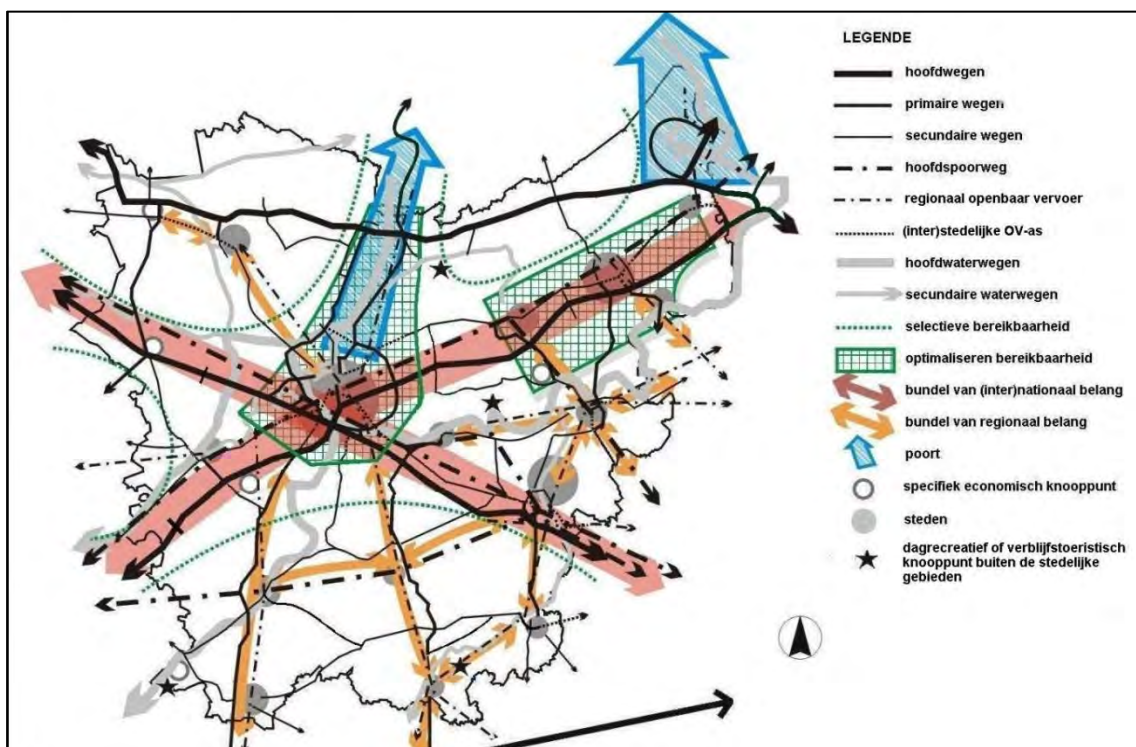 LEGENDE
hoofdwegen
primaire wegen
secundaire wegen
hoofdspoorweg
regionaal openbaar vervoer
(inter)stedelijke OV-as
hoofdwaterwegen
secundaire waterwegen
selectieve bereikbaarheid
optimaliseren bereikbaarheid
bundel van (inter)nationaal belang
bundel van regionaal belang
poort
specifiek economisch knooppunt
steden
dagrecreatief of verblijfstoeristisch
knooppunt buiten de stedelijke
gebieden